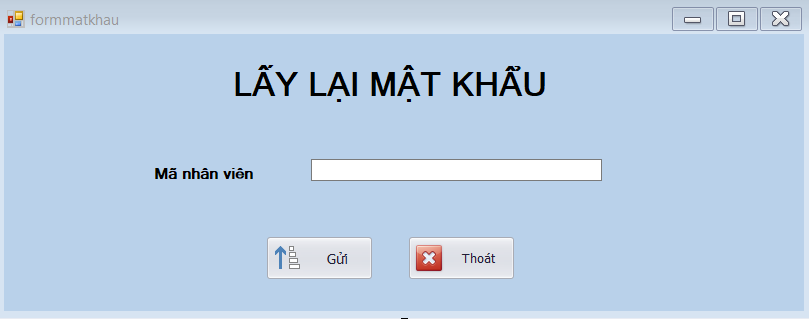 formmatkhau
LẤY LẠI MẬT KHẨU
Mã nhân viên
Gửi
Thoát